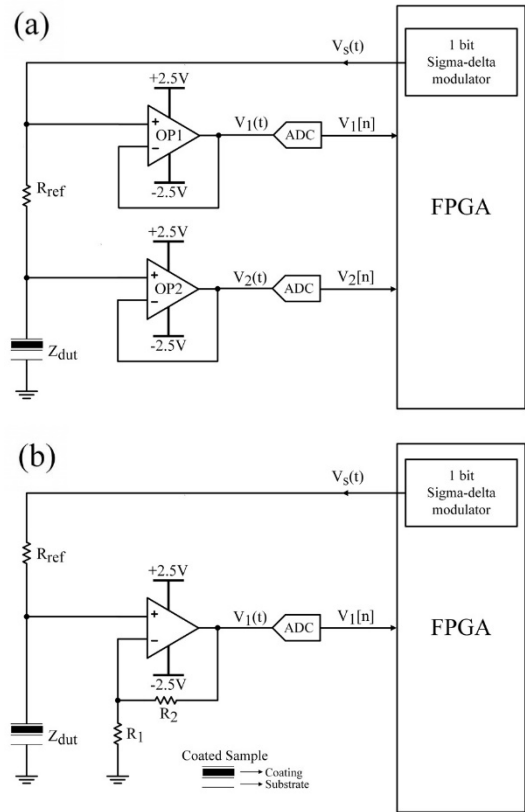 (a)
V_s(t)
1 bit
Sigma-delta
modulator
+2.5V
+
OP1
-
V_1(t)
ADC
V_1[n]
-2.5V
R_ref
FPGA
+2.5V
+
OP2
-
V_2(t)
ADC
V_2[n]
-2.5V
Z_dut
(b)
V_s(t)
1 bit
Sigma-delta
modulator
R_ref
+2.5V
+
-
V_1(t)
ADC
V_1[n]
FPGA
-2.5V
R_2
R_1
Z_dut
Coated Sample
Coating
Substrate